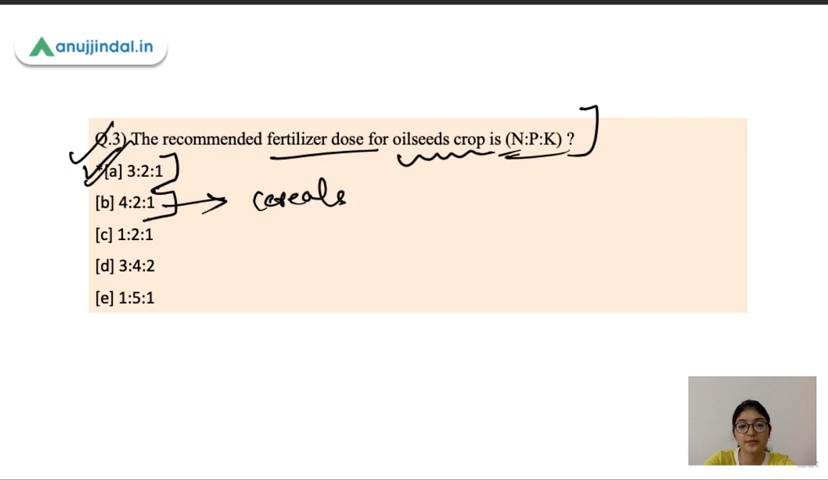 anujjindal.in
Q.3) The recommended fertilizer dose for oilseeds crop is (N:P:K) ?
[a] 3:2:1
[b] 4:2:1 cereals
[c] 1:2:1
[d] 3:4:2
[e] 1:5:1